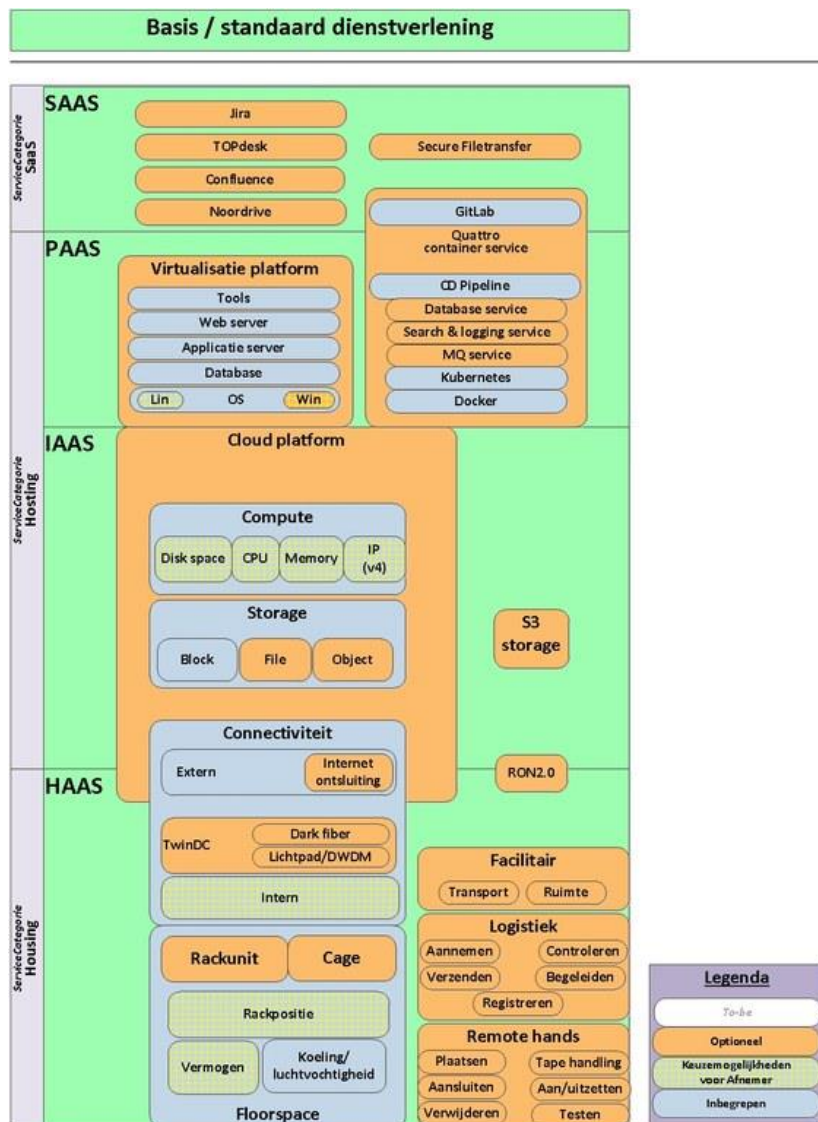 Basis / standaard dienstverlening
ServiceCategorie
SaaS
SAAS
Jira
TOPdesk
Confluence
Noordrive
Secure Filetransfer
GitLab
Quattro
container service
ServiceCategorie
Hosting
PAAS
Virtualisatie platform
Tools
Web server
Applicatie server
Database
Lin
OS
Win
CD Pipeline
Database service
Search & logging service
MQ service
Kubernetes
Docker
IAAS
Cloud platform
Compute
Disk space
CPU
Memory
IP
(v4)
Storage
Block
File
Object
S3
storage
Connectiviteit
Extern
Internet
ontsluiting
RON2.0
ServiceCategorie
Housing
HAAS
TwinDC
Dark fiber
Lichtpad/DWDM
Intern
Rackunit
Cage
Rackpositie
Vermogen
Koeling/
luchtvochtigheid
Floorspace
Facilitair
Transport
Ruimte
Logistiek
Aannemen
Controleren
Verzenden
Begeleiden
Registreren
Remote hands
Plaatsen
Tape handling
Aansluiten
Aan/uitzetten
Verwijderen
Testen
Legenda
To-be
Optioneel
Keuzemogelijkheden
voor Afnemer
Inbegrepen